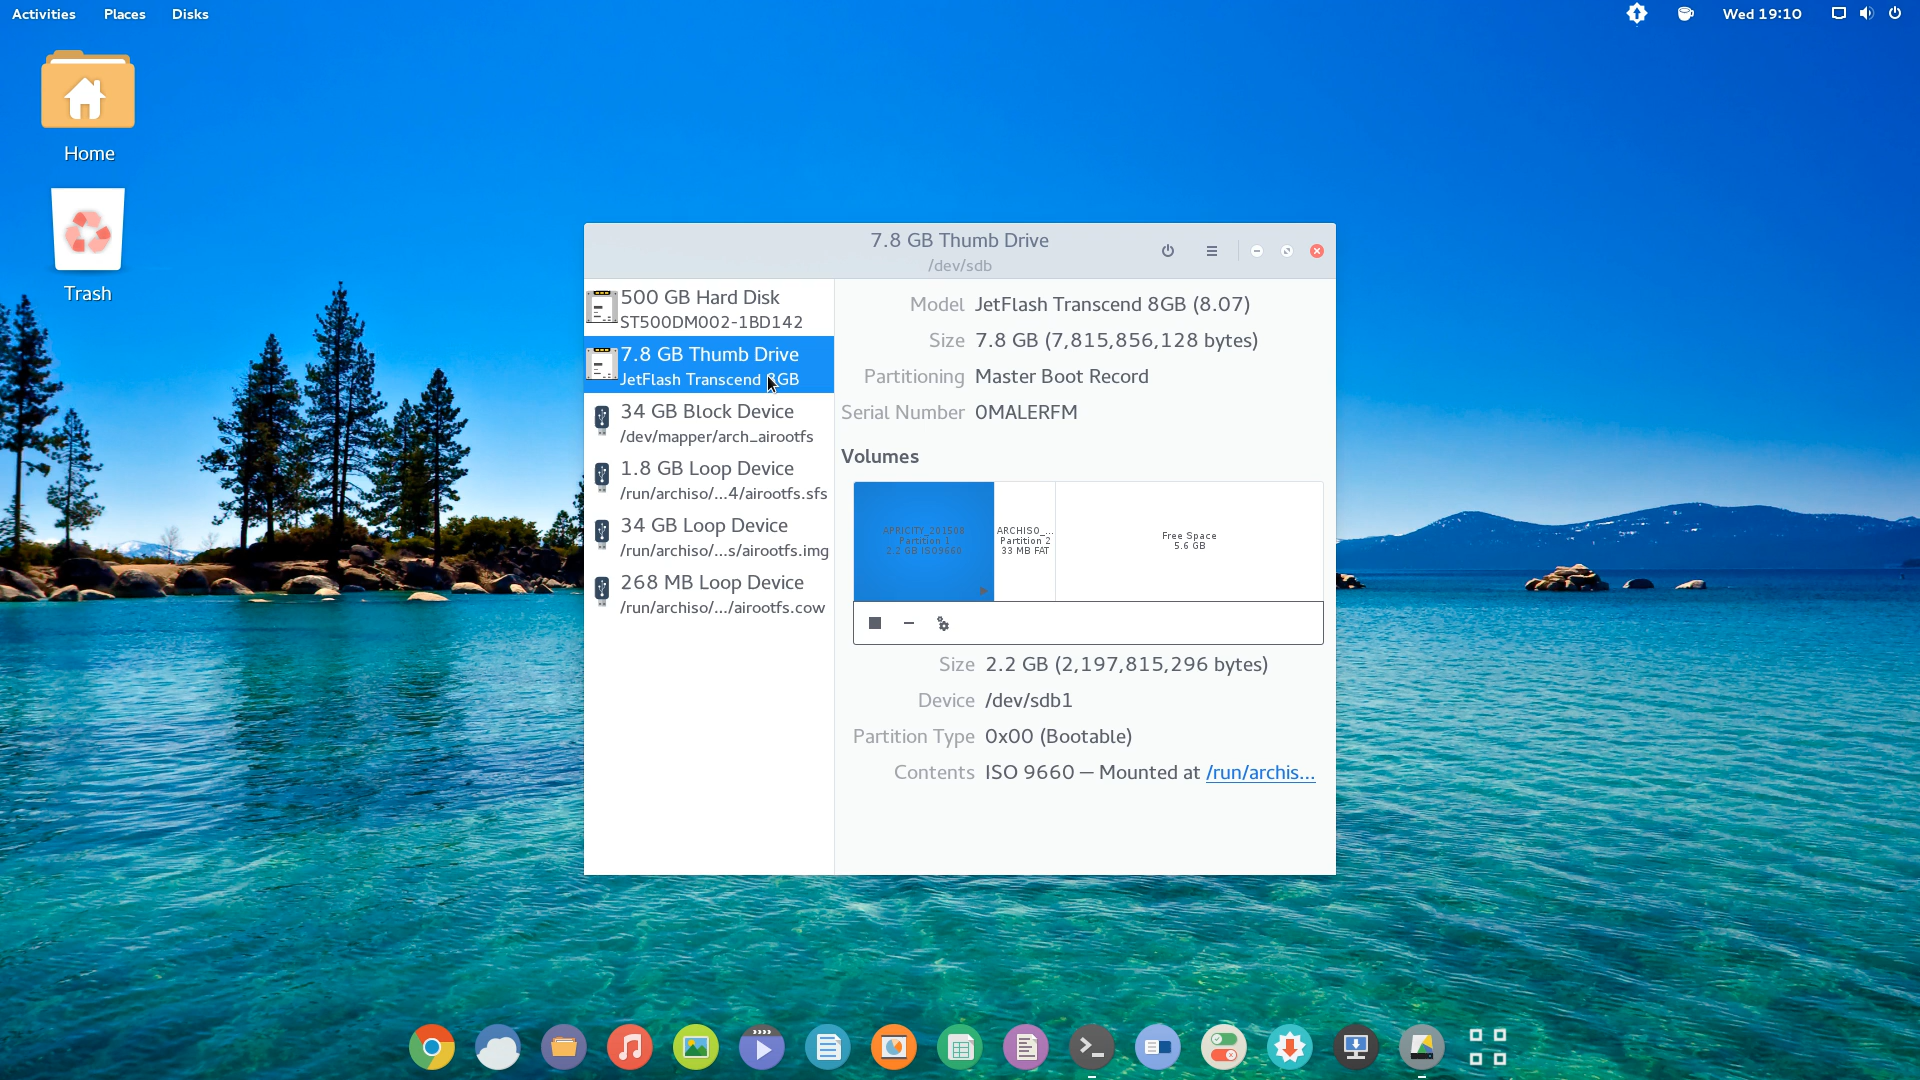 Activities Places Disks
Wed 19:10
Home
Trash
7.8 GB Thumb Drive
/dev/sdb
500 GB Hard Disk
ST500DM002-1BD142
7.8 GB Thumb Drive
JetFlash Transcend 8GB
34 GB Block Device
/dev/mapper/arch_airootfs
1.8 GB Loop Device
/run/archiso/...4/airootfs.sfs
34 GB Loop Device
/run/archiso/...s/airootfs.img
268 MB Loop Device
/run/archiso/.../airootfs.cow
Model JetFlash Transcend 8GB (8.07)
Size 7.8 GB (7,815,856,128 bytes)
Partitioning Master Boot Record
Serial Number 0MALERFM
Volumes
APRICITY_201508
Partition 1
2.2 GB ISO9660
ARCHISO_...
Partition 2
33 MB FAT
Free Space
5.6 GB
Size 2.2 GB (2,197,815,296 bytes)
Device /dev/sdb1
Partition Type 0x00 (Bootable)
Contents ISO 9660 — Mounted at /run/archis...